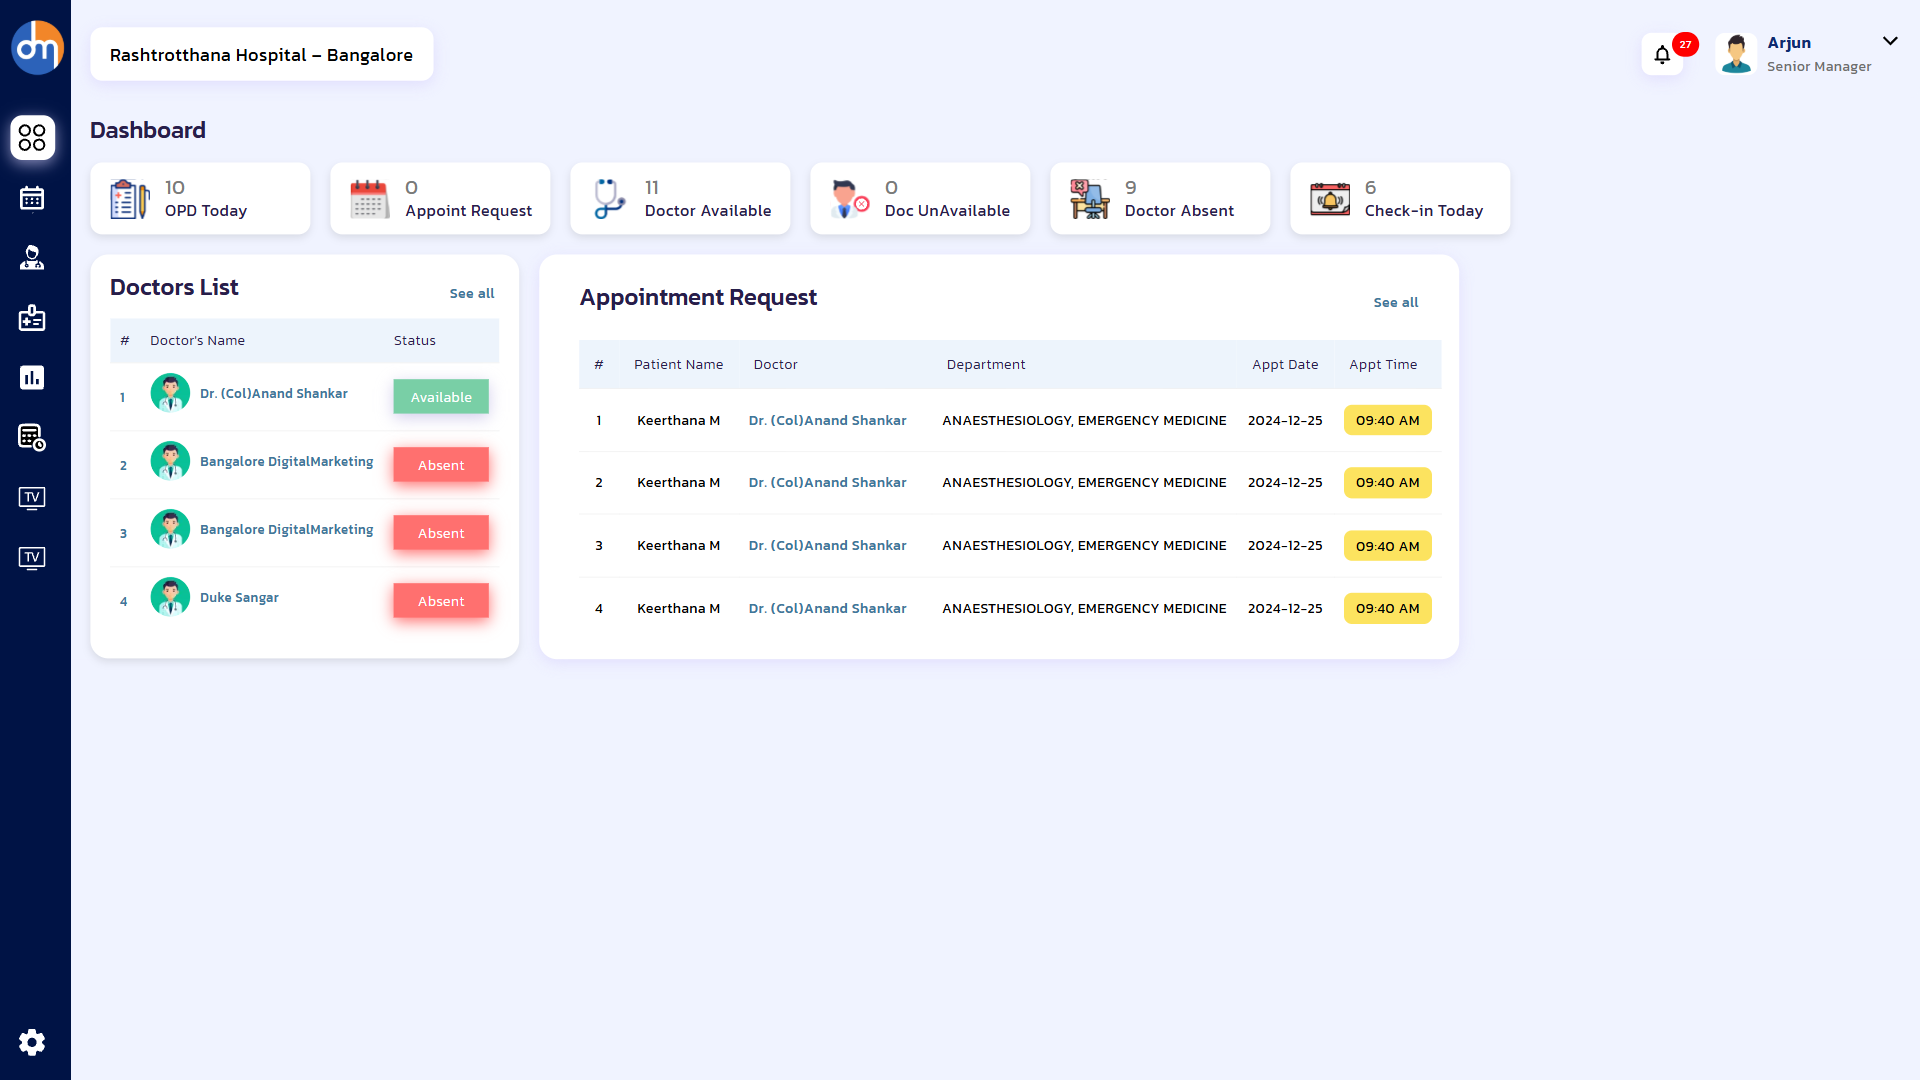 dm
Rashtrotthana Hospital – Bangalore
27
Arjun
Senior Manager
Dashboard
10
OPD Today
0
Appoint Request
11
Doctor Available
0
Doc UnAvailable
9
Doctor Absent
6
Check-in Today
Doctors List
See all
# Doctor's Name Status
1 Dr. (Col)Anand Shankar Available
2 Bangalore DigitalMarketing Absent
3 Bangalore DigitalMarketing Absent
4 Duke Sangar Absent
Appointment Request
See all
# Patient Name Doctor Department Appt Date Appt Time
1 Keerthana M Dr. (Col)Anand Shankar ANAESTHESIOLOGY, EMERGENCY MEDICINE 2024-12-25 09:40 AM
2 Keerthana M Dr. (Col)Anand Shankar ANAESTHESIOLOGY, EMERGENCY MEDICINE 2024-12-25 09:40 AM
3 Keerthana M Dr. (Col)Anand Shankar ANAESTHESIOLOGY, EMERGENCY MEDICINE 2024-12-25 09:40 AM
4 Keerthana M Dr. (Col)Anand Shankar ANAESTHESIOLOGY, EMERGENCY MEDICINE 2024-12-25 09:40 AM
TV
TV